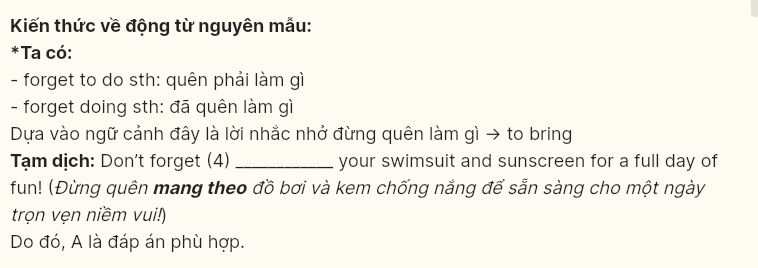 Kiến thức về động từ nguyên mẫu:
*Ta có:
- forget to do sth: quên phải làm gì
- forget doing sth: đã quên làm gì
Dựa vào ngữ cảnh đây là lời nhắc nhở đừng quên làm gì → to bring
Tạm dịch: Don’t forget (4) ____________ your swimsuit and sunscreen for a full day of
fun! (Đừng quên mang theo đồ bơi và kem chống nắng để sẵn sàng cho một ngày
trọn vẹn niềm vui!)
Do đó, A là đáp án phù hợp.